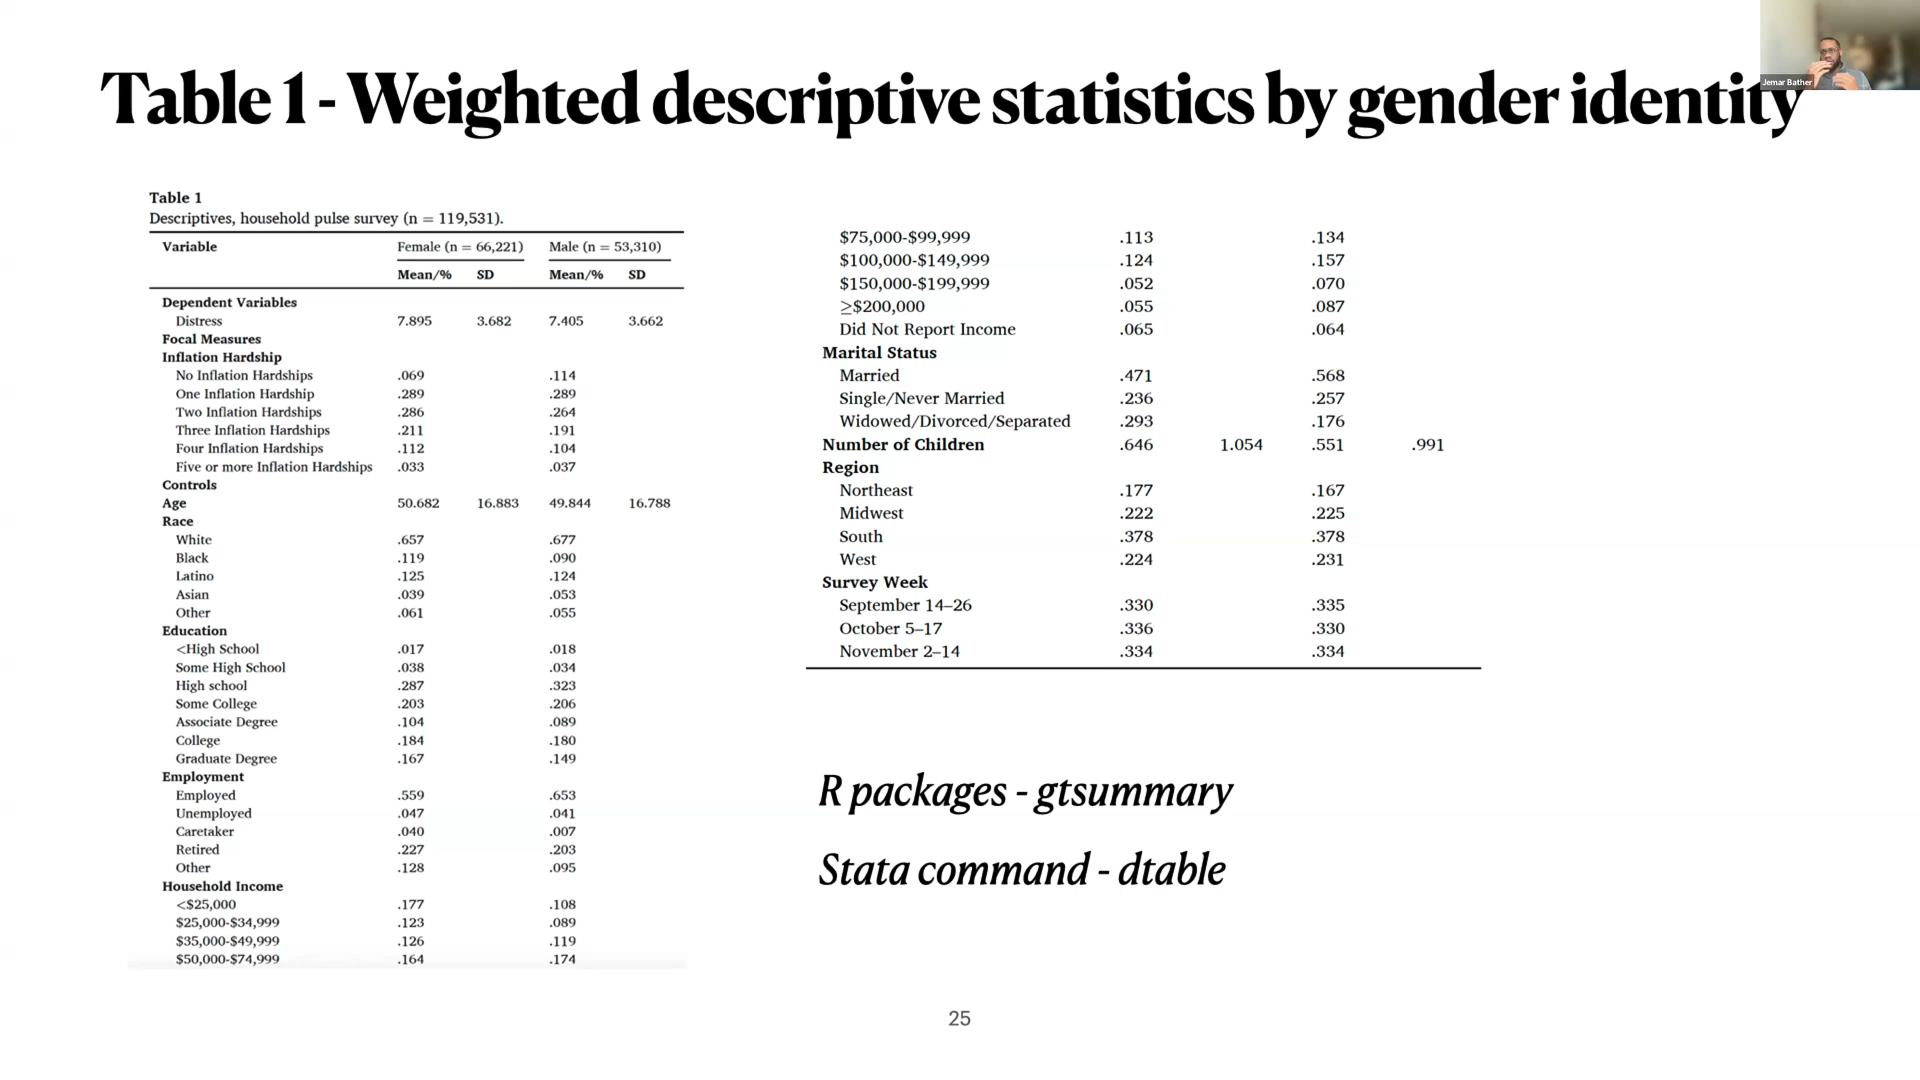 Table 1 - Weighted descriptive statistics by gender identity
Jemar Bather
Table 1
Descriptives, household pulse survey (n = 119,531).
Variable Female (n = 66,221) Male (n = 53,310)
Mean/% SD Mean/% SD
Dependent Variables
Distress 7.895 3.682 7.405 3.662
Focal Measures
Inflation Hardship
No Inflation Hardships .069 .114
One Inflation Hardship .289 .289
Two Inflation Hardships .286 .264
Three Inflation Hardships .211 .191
Four Inflation Hardships .112 .104
Five or more Inflation Hardships .033 .037
Controls
Age 50.682 16.883 49.844 16.788
Race
White .657 .677
Black .119 .090
Latino .125 .124
Asian .039 .053
Other .061 .055
Education
<High School .017 .018
Some High School .038 .034
High school .287 .323
Some College .203 .206
Associate Degree .104 .089
College .184 .180
Graduate Degree .167 .149
Employment
Employed .559 .653
Unemployed .047 .041
Caretaker .040 .007
Retired .227 .203
Other .128 .095
Household Income
<$25,000 .177 .108
$25,000-$34,999 .123 .089
$35,000-$49,999 .126 .119
$50,000-$74,999 .164 .174
$75,000-$99,999 .113 .134
$100,000-$149,999 .124 .157
$150,000-$199,999 .052 .070
≥$200,000 .055 .087
Did Not Report Income .065 .064
Marital Status
Married .471 .568
Single/Never Married .236 .257
Widowed/Divorced/Separated .293 .176
Number of Children .646 1.054 .551 .991
Region
Northeast .177 .167
Midwest .222 .225
South .378 .378
West .224 .231
Survey Week
September 14–26 .330 .335
October 5–17 .336 .330
November 2–14 .334 .334
R packages - gtsummary
Stata command - dtable
25